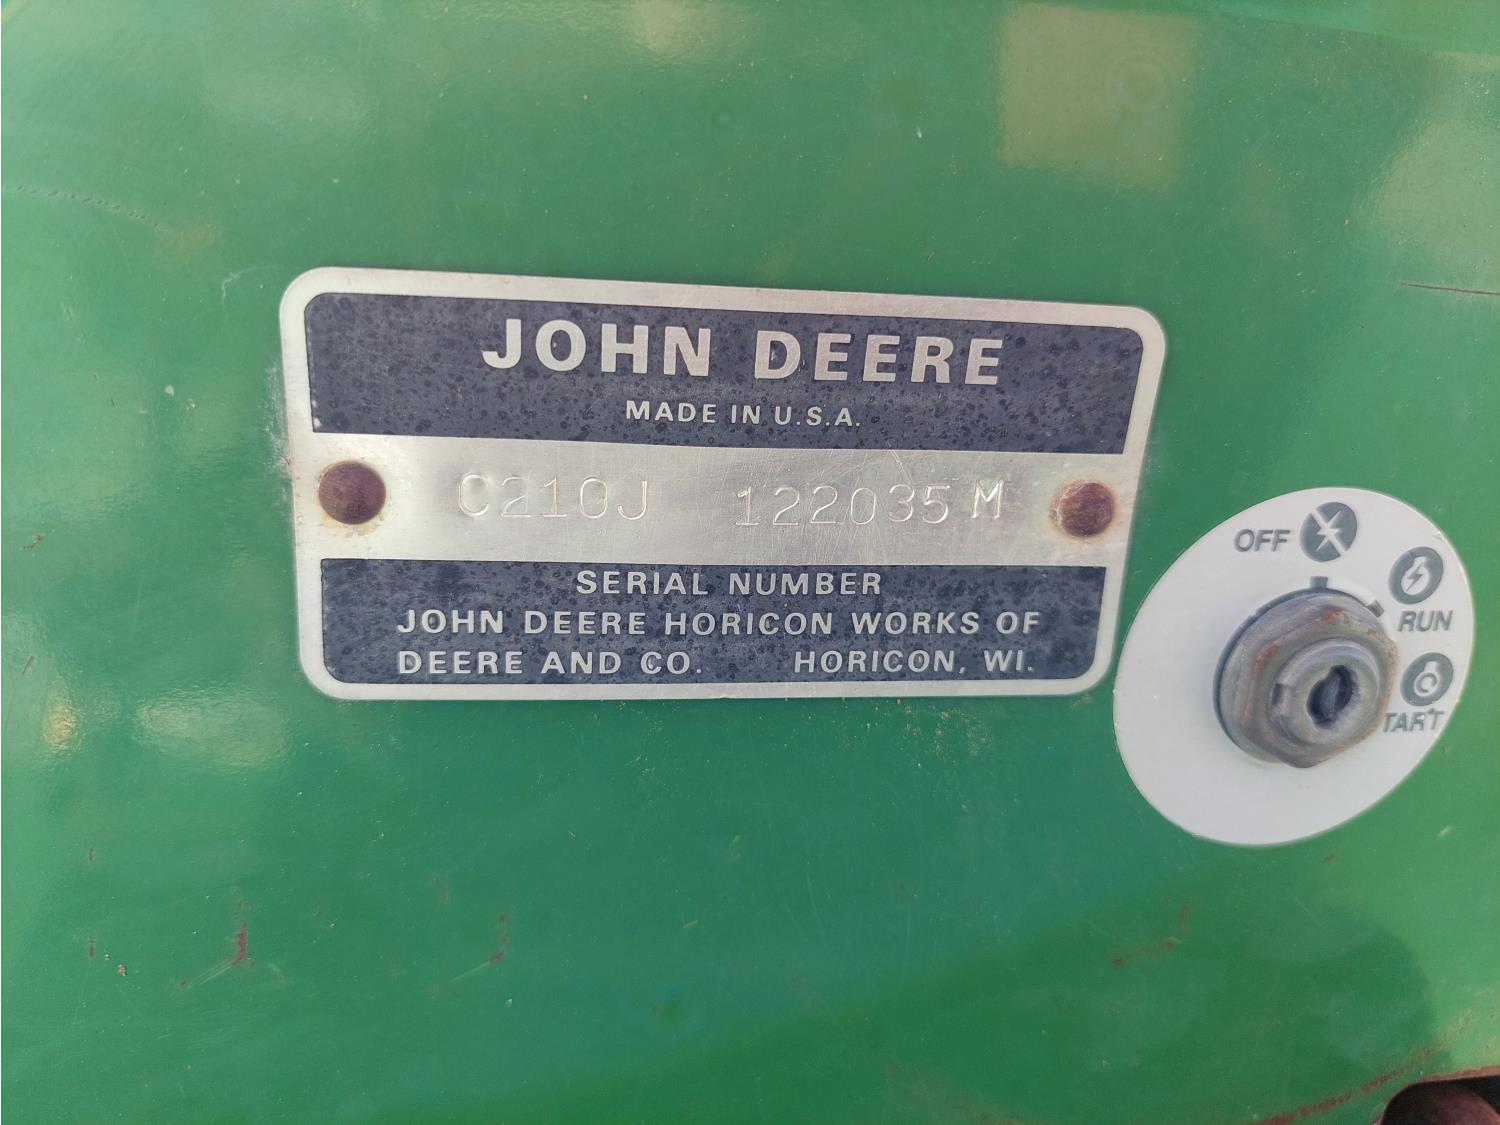 JOHN DEERE
MADE IN U.S.A.
C210J 122035 M
SERIAL NUMBER
JOHN DEERE HORICON WORKS OF
DEERE AND CO. HORICON, WI.
OFF
RUN
TART